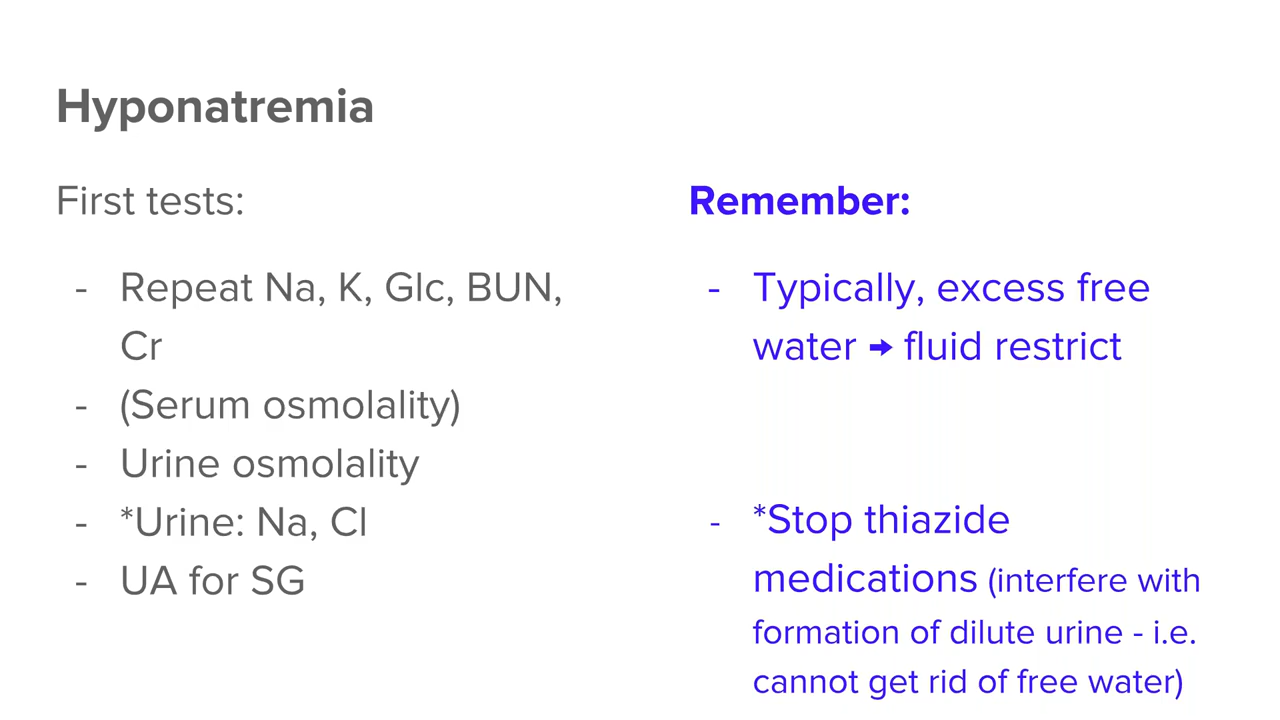 Hyponatremia
First tests:
- Repeat Na, K, Glc, BUN,
Cr
- (Serum osmolality)
- Urine osmolality
- *Urine: Na, Cl
- UA for SG
Remember:
- Typically, excess free
water → fluid restrict
- *Stop thiazide
medications (interfere with
formation of dilute urine - i.e.
cannot get rid of free water)